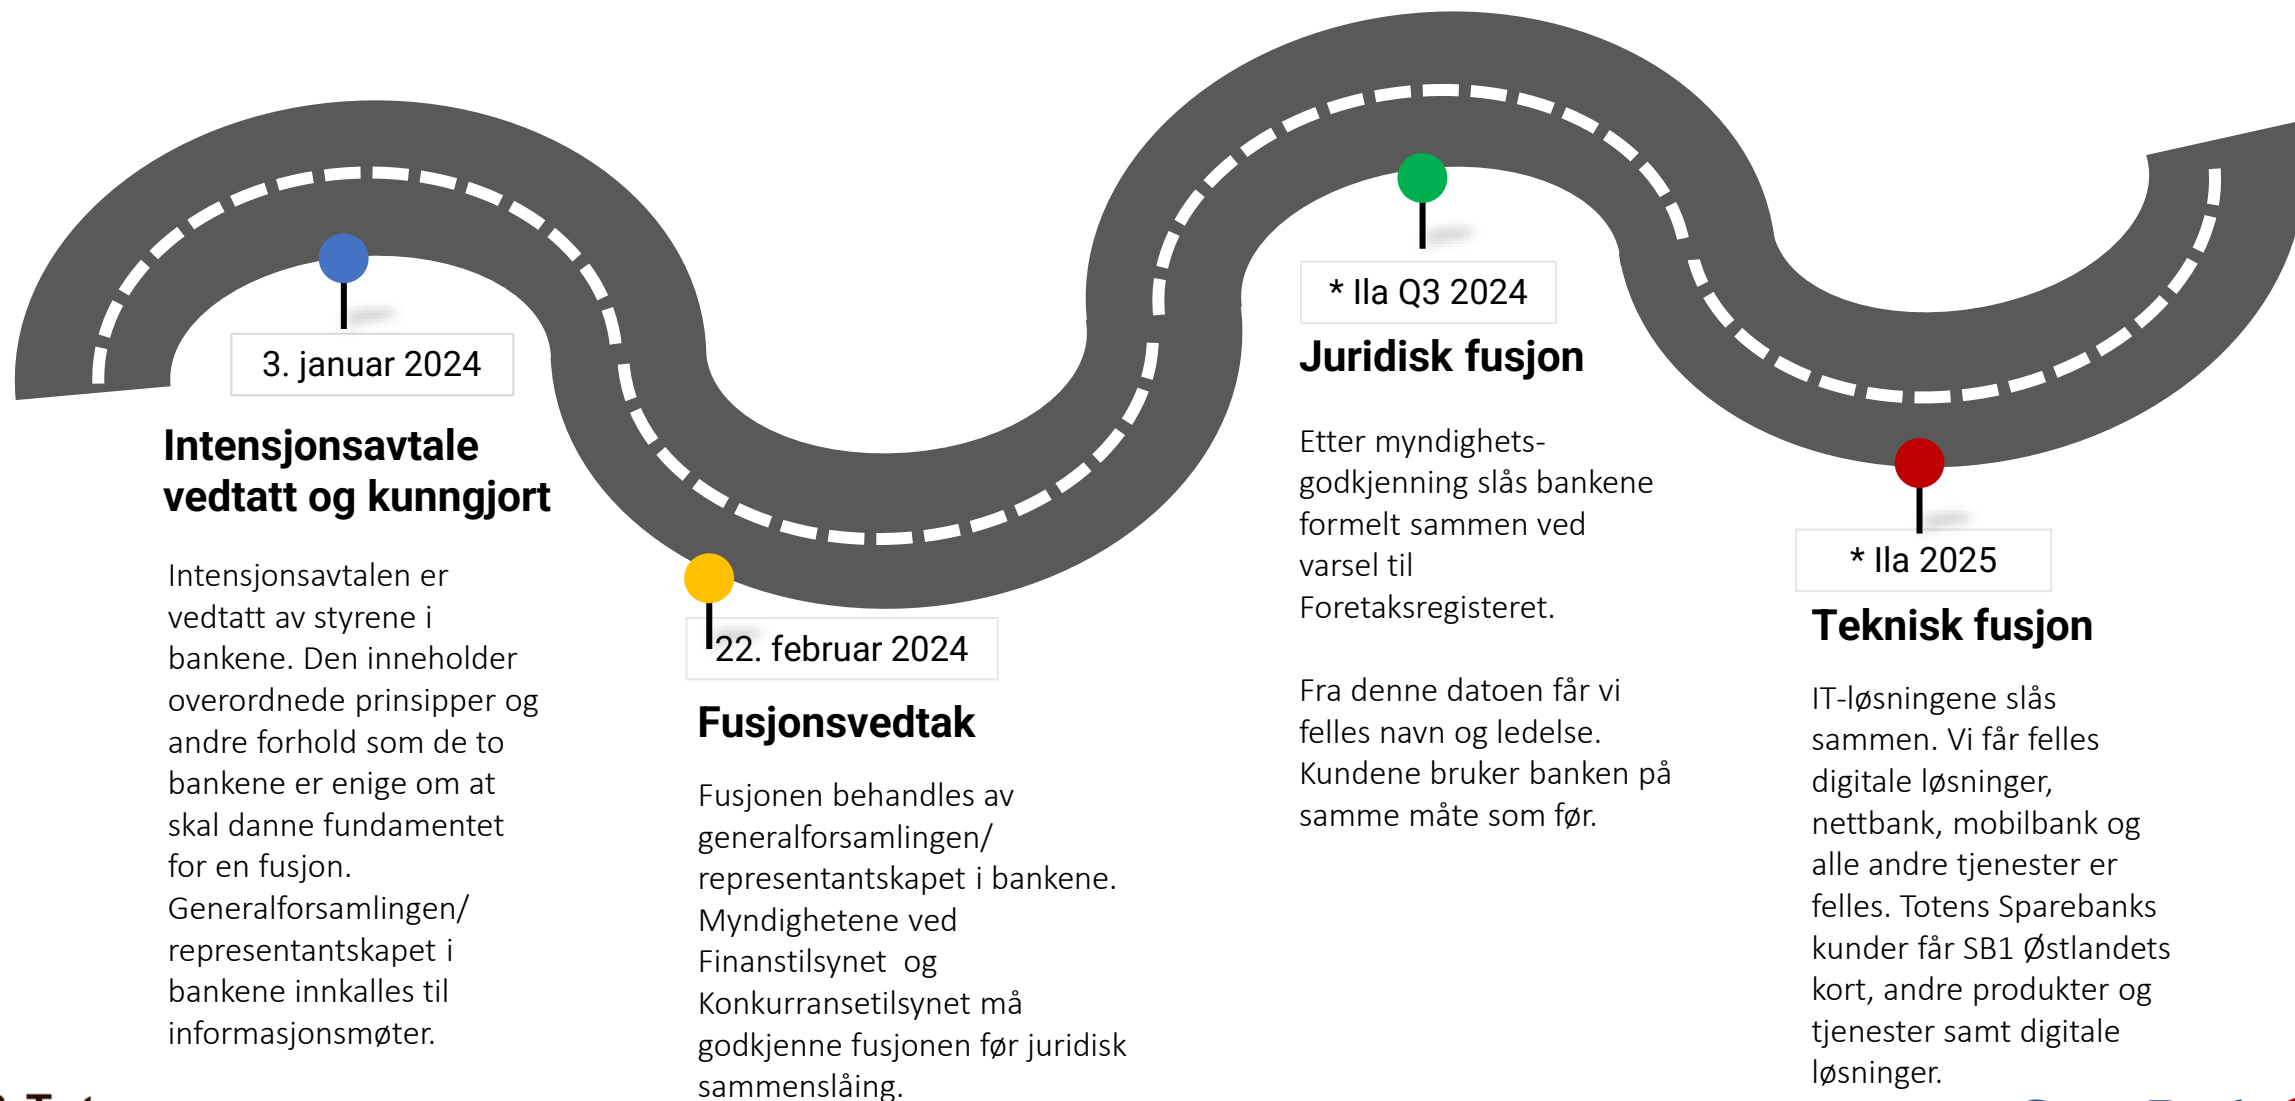 3. januar 2024
Intensjonsavtale
vedtatt og kunngjort
Intensjonsavtalen er
vedtatt av styrene i
bankene. Den inneholder
overordnede prinsipper og
andre forhold som de to
bankene er enige om at
skal danne fundamentet
for en fusjon.
Generalforsamlingen/
representantskapet i
bankene innkalles til
informasjonsmøter.
22. februar 2024
Fusjonsvedtak
Fusjonen behandles av
generalforsamlingen/
representantskapet i bankene.
Myndighetene ved
Finanstilsynet og
Konkurransetilsynet må
godkjenne fusjonen før juridisk
sammenslåing.
* Ila Q3 2024
Juridisk fusjon
Etter myndighets-
godkjenning slås bankene
formelt sammen ved
varsel til
Foretaksregisteret.
Fra denne datoen får vi
felles navn og ledelse.
Kundene bruker banken på
samme måte som før.
* Ila 2025
Teknisk fusjon
IT-løsningene slås
sammen. Vi får felles
digitale løsninger,
nettbank, mobilbank og
alle andre tjenester er
felles. Totens Sparebanks
kunder får SB1 Østlandets
kort, andre produkter og
tjenester samt digitale
løsninger.